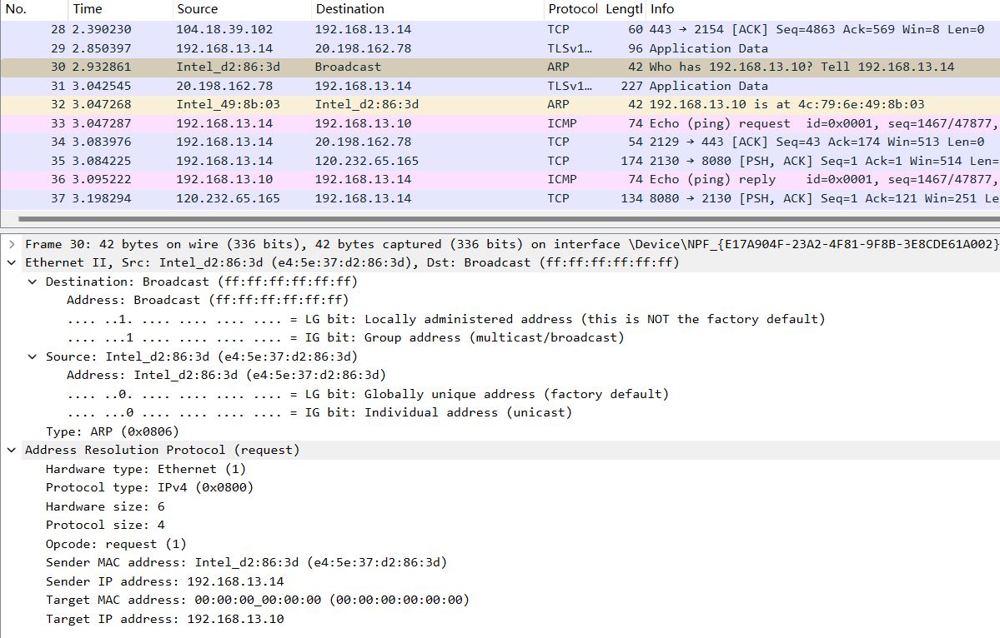 No. Time Source Destination Protocol Lengtl Info
28 2.390230 104.18.39.102 192.168.13.14 TCP 60 443 → 2154 [ACK] Seq=4863 Ack=569 Win=8 Len=0
29 2.850397 192.168.13.14 20.198.162.78 TLSv1… 96 Application Data
30 2.932861 Intel_d2:86:3d Broadcast ARP 42 Who has 192.168.13.10? Tell 192.168.13.14
31 3.042545 20.198.162.78 192.168.13.14 TLSv1… 227 Application Data
32 3.047268 Intel_49:8b:03 Intel_d2:86:3d ARP 42 192.168.13.10 is at 4c:79:6e:49:8b:03
33 3.047287 192.168.13.14 192.168.13.10 ICMP 74 Echo (ping) request id=0x0001, seq=1467/47877,
34 3.083976 192.168.13.14 20.198.162.78 TCP 54 2129 → 443 [ACK] Seq=43 Ack=174 Win=513 Len=0
35 3.084225 192.168.13.14 120.232.65.165 TCP 174 2130 → 8080 [PSH, ACK] Seq=1 Ack=1 Win=514 Len=
36 3.095222 192.168.13.10 192.168.13.14 ICMP 74 Echo (ping) reply id=0x0001, seq=1467/47877,
37 3.198294 120.232.65.165 192.168.13.14 TCP 134 8080 → 2130 [PSH, ACK] Seq=1 Ack=121 Win=251 Le
Frame 30: 42 bytes on wire (336 bits), 42 bytes captured (336 bits) on interface \Device\NPF_{E17A904F-23A2-4F81-9F8B-3E8CDE61A002}
Ethernet II, Src: Intel_d2:86:3d (e4:5e:37:d2:86:3d), Dst: Broadcast (ff:ff:ff:ff:ff:ff)
Destination: Broadcast (ff:ff:ff:ff:ff:ff)
Address: Broadcast (ff:ff:ff:ff:ff:ff)
.... ..1. .... .... .... .... = LG bit: Locally administered address (this is NOT the factory default)
.... ...1 .... .... .... .... = IG bit: Group address (multicast/broadcast)
Source: Intel_d2:86:3d (e4:5e:37:d2:86:3d)
Address: Intel_d2:86:3d (e4:5e:37:d2:86:3d)
.... ..0. .... .... .... .... = LG bit: Globally unique address (factory default)
.... ...0 .... .... .... .... = IG bit: Individual address (unicast)
Type: ARP (0x0806)
Address Resolution Protocol (request)
Hardware type: Ethernet (1)
Protocol type: IPv4 (0x0800)
Hardware size: 6
Protocol size: 4
Opcode: request (1)
Sender MAC address: Intel_d2:86:3d (e4:5e:37:d2:86:3d)
Sender IP address: 192.168.13.14
Target MAC address: 00:00:00_00:00:00 (00:00:00:00:00:00)
Target IP address: 192.168.13.10